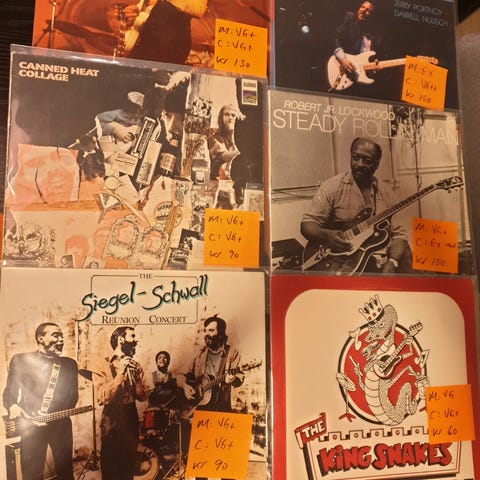 M: VG+
C: VG+
Kr 130
JERRY PORTNOY
DARRELL NULISCH
M: EX
C: VG++
Kr 150
CANNED HEAT
COLLAGE
M: VG+
C: VG+
Kr 90
ROBERT JR. LOCKWOOD
STEADY ROLLIN' MAN
M: VG+
C: EX
Kr 150
THE
Siegel-Schwall
REUNION CONCERT
M: VG+
C: VG+
Kr 90
THE
KING SNAKES
M: VG
C: VG+
Kr 60